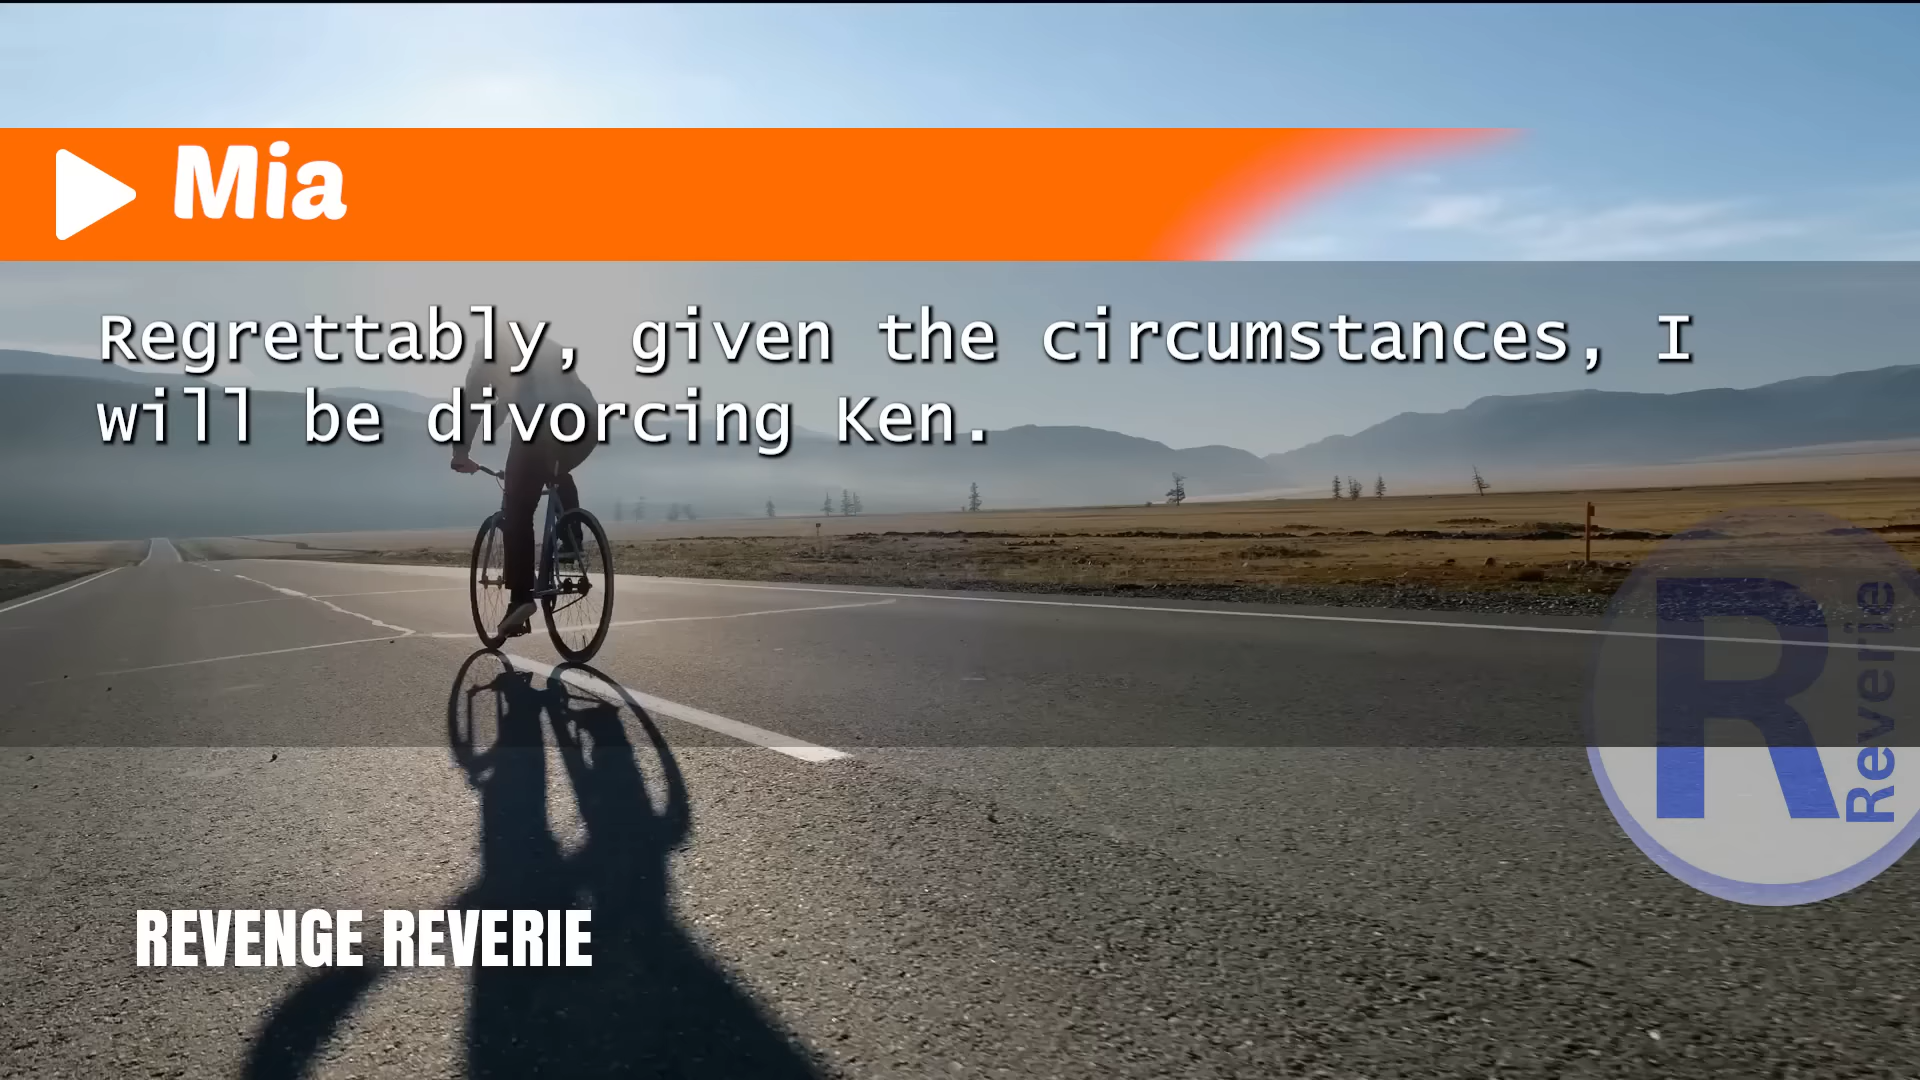 Mia
Regrettably, given the circumstances, I
will be divorcing Ken.
R
Reverie
REVENGE REVERIE